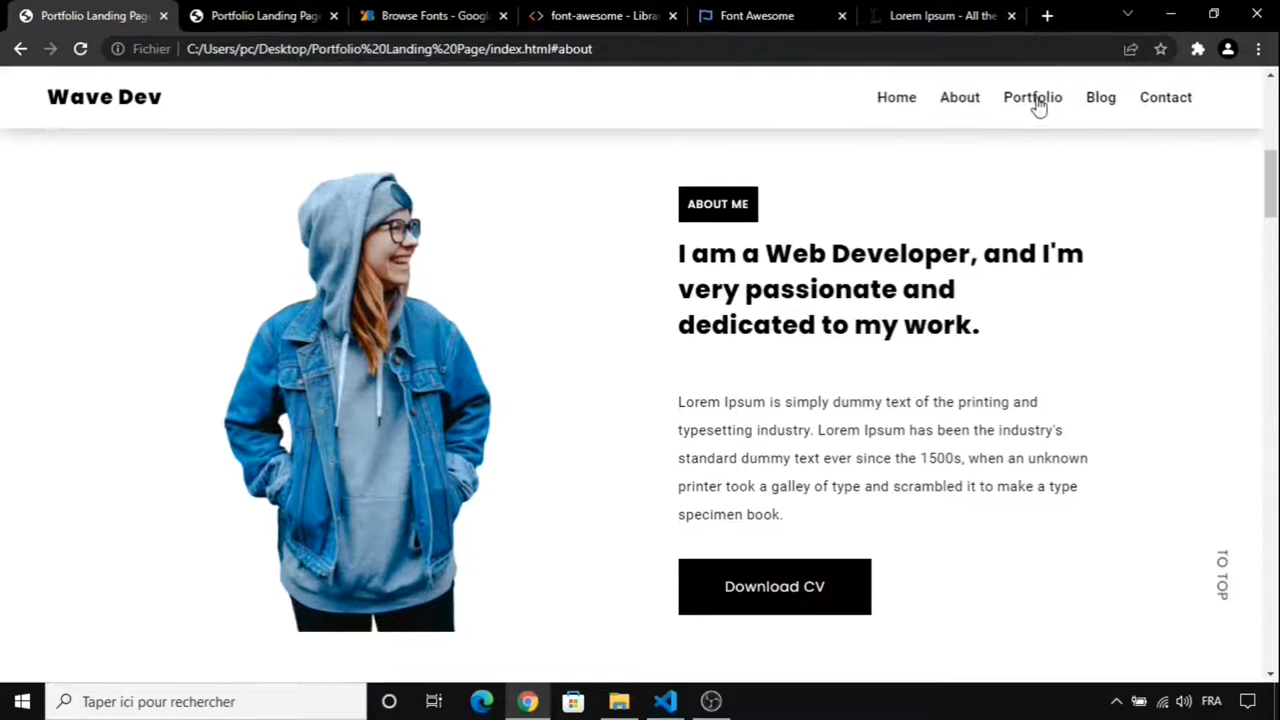 Portfolio Landing Pag
Portfolio Landing Page
Browse Fonts - Googl
font-awesome - Librar
Font Awesome
Lorem Ipsum - All the
Fichier
C:/Users/pc/Desktop/Portfolio%20Landing%20Page/index.html#about
Wave Dev
Home
About
Portfolio
Blog
Contact
ABOUT ME
I am a Web Developer, and I'm
very passionate and
dedicated to my work.
Lorem Ipsum is simply dummy text of the printing and
typesetting industry. Lorem Ipsum has been the industry's
standard dummy text ever since the 1500s, when an unknown
printer took a galley of type and scrambled it to make a type
specimen book.
Download CV
TO TOP
Taper ici pour rechercher
FRA